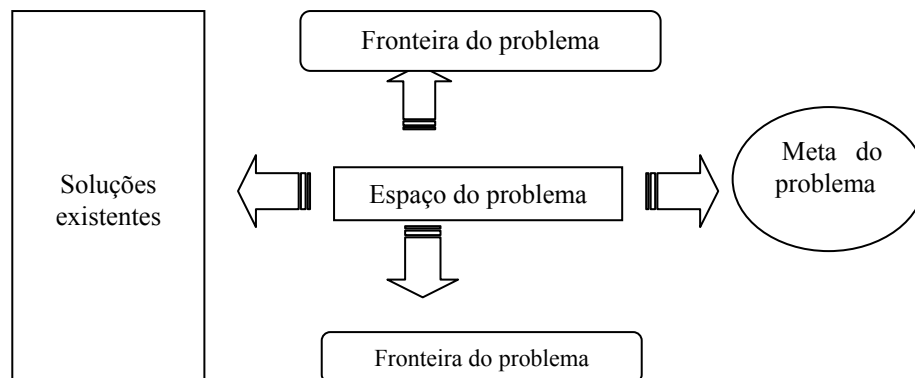 Fronteira do problema
Soluções
existentes
Espaço do problema
Meta do
problema
Fronteira do problema